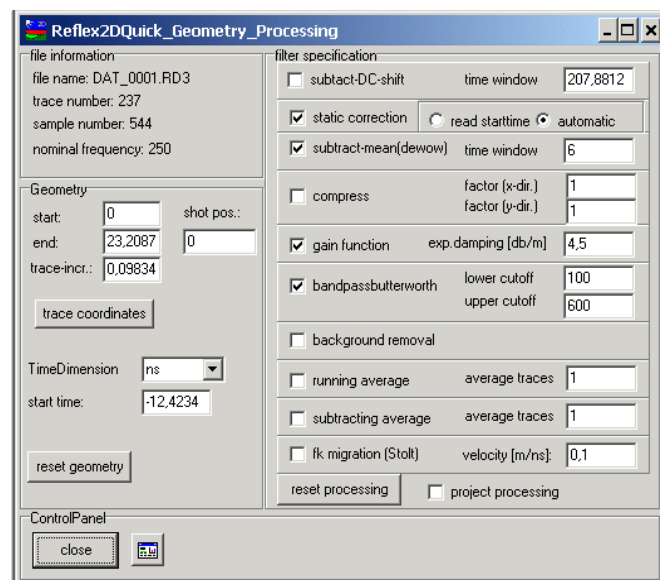 Reflex2DQuick_Geometry_Processing
file information
file name: DAT_0001.RD3
trace number: 237
sample number: 544
nominal frequency: 250
Geometry
start: 0 shot pos.:
end: 23,2087 0
trace-incr.: 0,09834
trace coordinates
TimeDimension ns
start time: -12,4234
reset geometry
filter specification
subtact-DC-shift time window 207,8812
static correction read starttime automatic
subtract-mean(dewow) time window 6
compress factor (x-dir.) 1
factor (y-dir.) 1
gain function exp.damping [db/m] 4,5
bandpassbutterworth lower cutoff 100
upper cutoff 600
background removal
running average average traces 1
subtracting average average traces 1
fk migration (Stolt) velocity [m/ns]: 0,1
reset processing project processing
ControlPanel
close